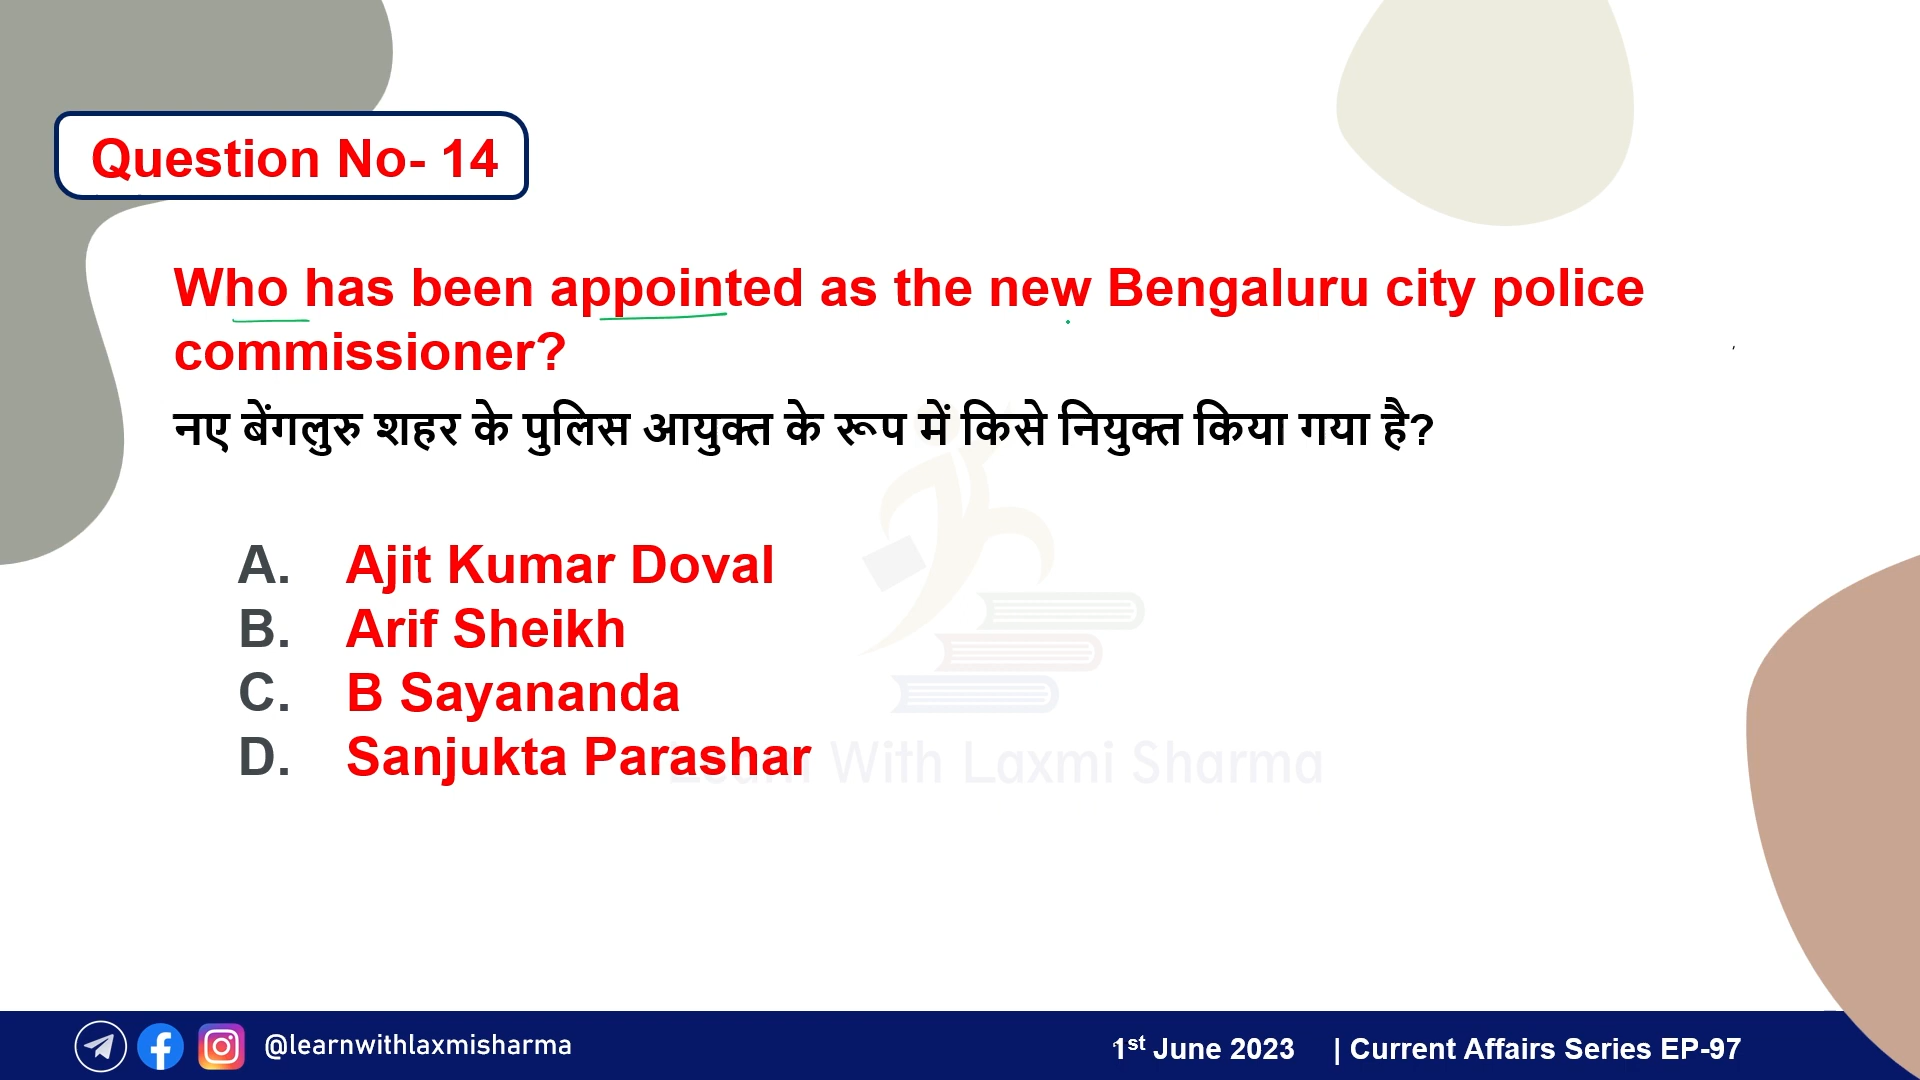 Question No- 14
Who has been appointed as the new Bengaluru city police
commissioner?
नए बेंगलुरु शहर के पुलिस आयुक्त के रूप में किसे नियुक्त किया गया है?
A. Ajit Kumar Doval
B. Arif Sheikh
C. B Sayananda
D. Sanjukta Parashar
Learn With Laxmi Sharma
@learnwithlaxmisharma
1st June 2023 | Current Affairs Series EP-97